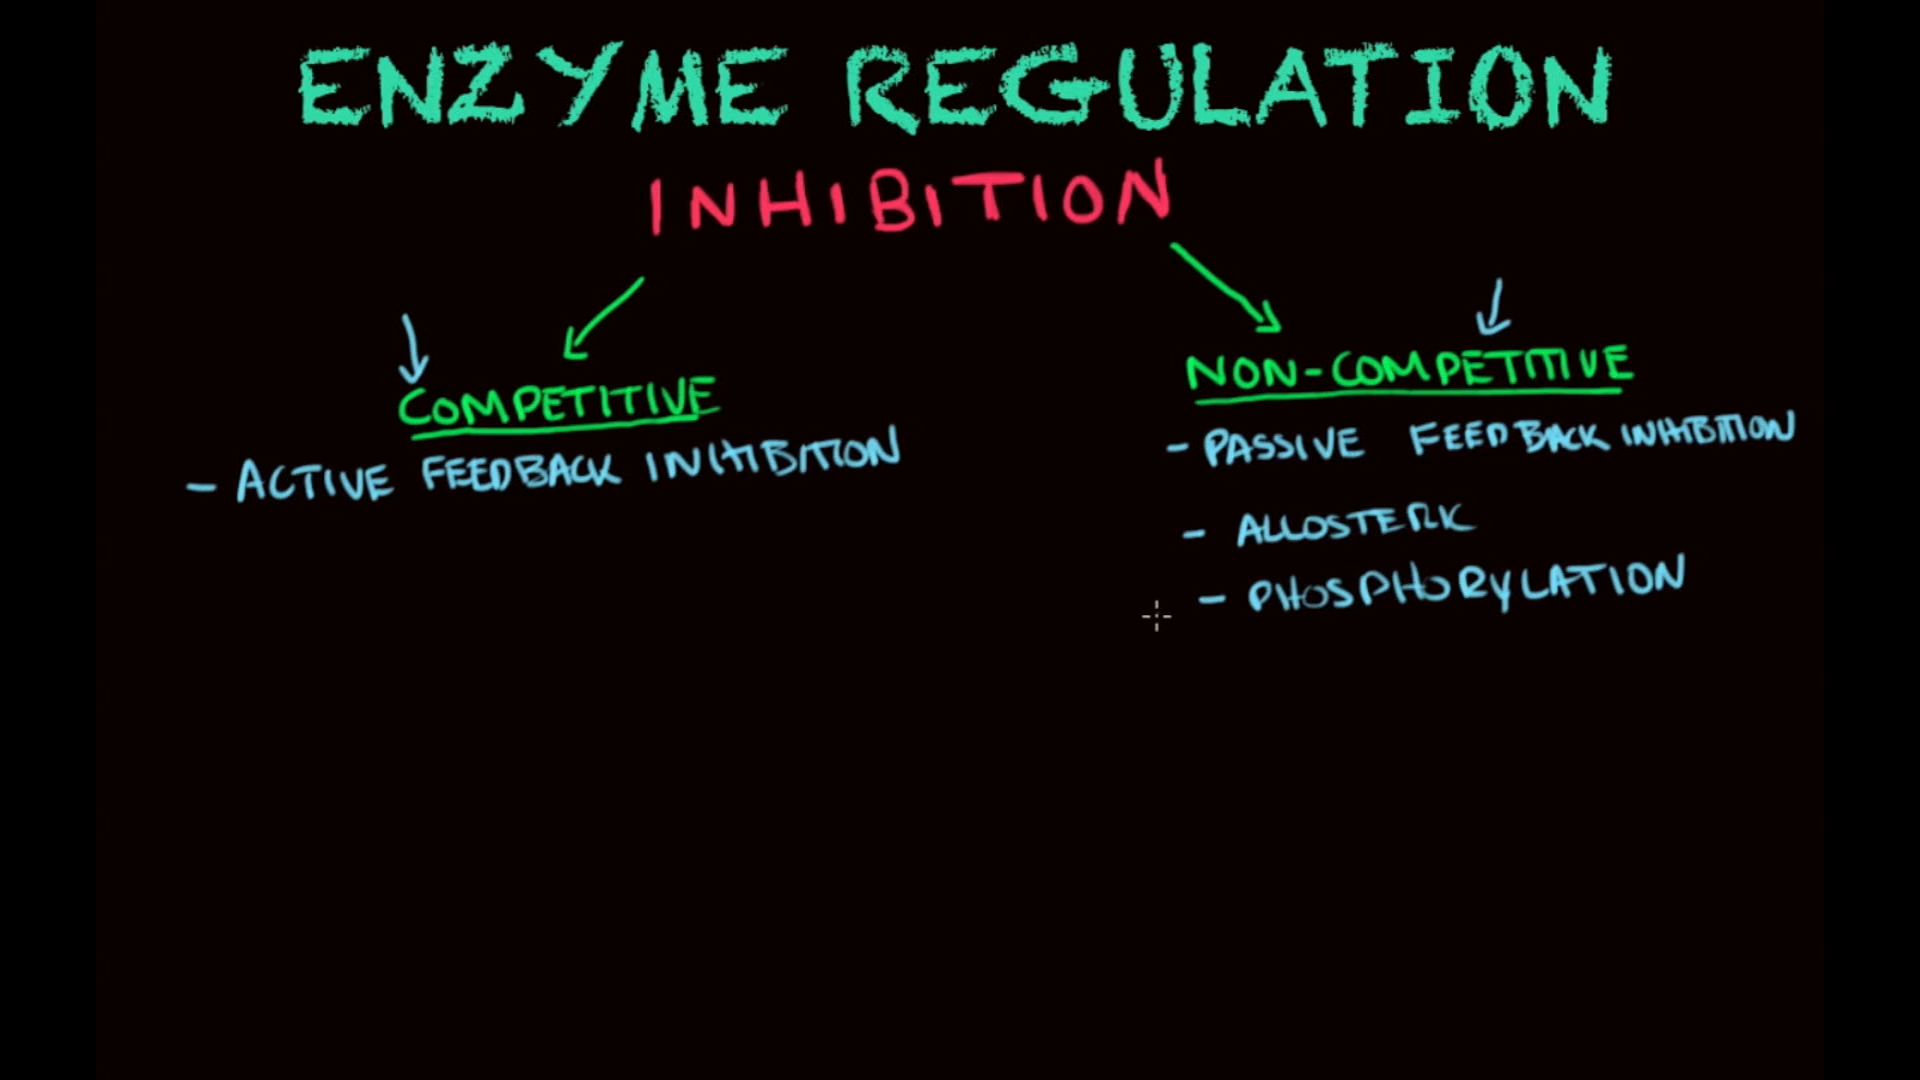 ENZYME REGULATION
INHIBITION
COMPETITIVE
- ACTIVE FEEDBACK INHIBITION
NON-COMPETITIVE
- PASSIVE FEEDBACK INHIBITION
- ALLOSTERIC
- PHOSPHORYLATION